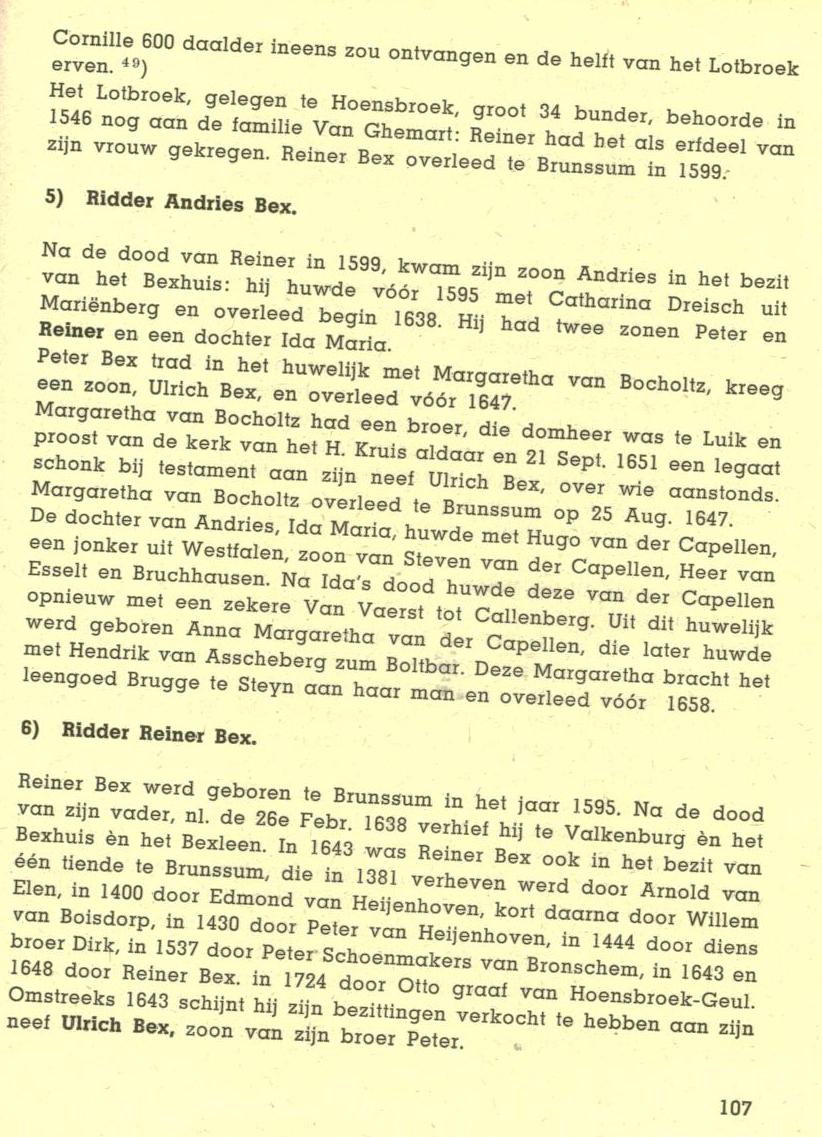 Cornille 600 daalder ineens zou ontvangen en de helft van het Lotbroek
erven. ⁴⁹)
Het Lotbroek, gelegen te Hoensbroek, groot 34 bunder, behoorde in
1546 nog aan de familie Van Ghemart: Reiner had het als erfdeel van
zijn vrouw gekregen. Reiner Bex overleed te Brunssum in 1599.
5) Ridder Andries Bex.
Na de dood van Reiner in 1599, kwam zijn zoon Andries in het bezit
van het Bexhuis: hij huwde vóór 1595 met Catharina Dreisch uit
Mariënberg en overleed begin 1638. Hij had twee zonen Peter en
Reiner en een dochter Ida Maria.
Peter Bex trad in het huwelijk met Margaretha van Bocholtz, kreeg
een zoon, Ulrich Bex, en overleed vóór 1647.
Margaretha van Bocholtz had een broer, die domheer was te Luik en
proost van de kerk van het H. Kruis aldaar en 21 Sept. 1651 een legaat
schonk bij testament aan zijn neef Ulrich Bex, over wie aanstonds.
Margaretha van Bocholtz overleed te Brunssum op 25 Aug. 1647.
De dochter van Andries, Ida Maria, huwde met Hugo van der Capellen,
een jonker uit Westfalen, zoon van Steven van der Capellen, Heer van
Esselt en Bruchhausen. Na Ida's dood huwde deze van der Capellen
opnieuw met een zekere Van Vaerst tot Callenberg. Uit dit huwelijk
werd geboren Anna Margaretha van der Capellen, die later huwde
met Hendrik van Asscheberg zum Boltbar. Deze Margaretha bracht het
leengoed Brugge te Steyn aan haar man en overleed vóór 1658.
6) Ridder Reiner Bex.
Reiner Bex werd geboren te Brunssum in het jaar 1595. Na de dood
van zijn vader, nl. de 26e Febr. 1638 verhief hij te Valkenburg èn het
Bexhuis èn het Bexleen. In 1643 was Reiner Bex ook in het bezit van
één tiende te Brunssum, die in 1381 verheven werd door Arnold van
Elen, in 1400 door Edmond van Heijenhoven, kort daarna door Willem
van Boisdorp, in 1430 door Peter van Heijenhoven, in 1444 door diens
broer Dirk, in 1537 door Peter Schoenmakers van Bronschem, in 1643 en
1648 door Reiner Bex. in 1724 door Otto graaf van Hoensbroek-Geul.
Omstreeks 1643 schijnt hij zijn bezittingen verkocht te hebben aan zijn
neef Ulrich Bex, zoon van zijn broer Peter.
107